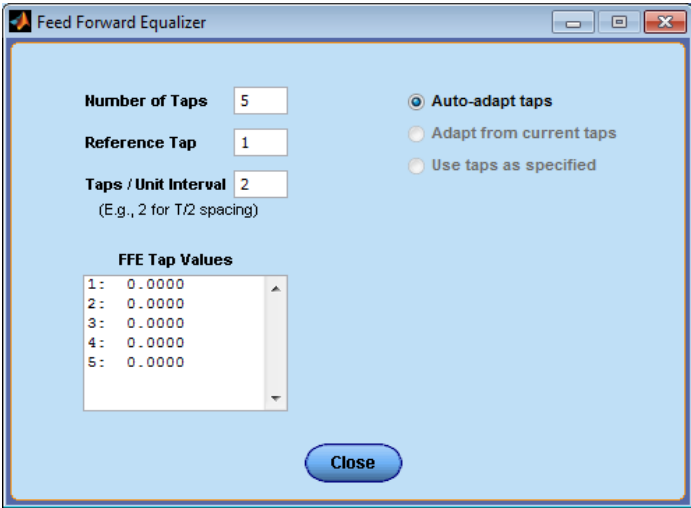 Feed Forward Equalizer
Number of Taps 5
Reference Tap 1
Taps / Unit Interval 2
(E.g., 2 for T/2 spacing)
Auto-adapt taps
Adapt from current taps
Use taps as specified
FFE Tap Values
1: 0.0000
2: 0.0000
3: 0.0000
4: 0.0000
5: 0.0000
Close